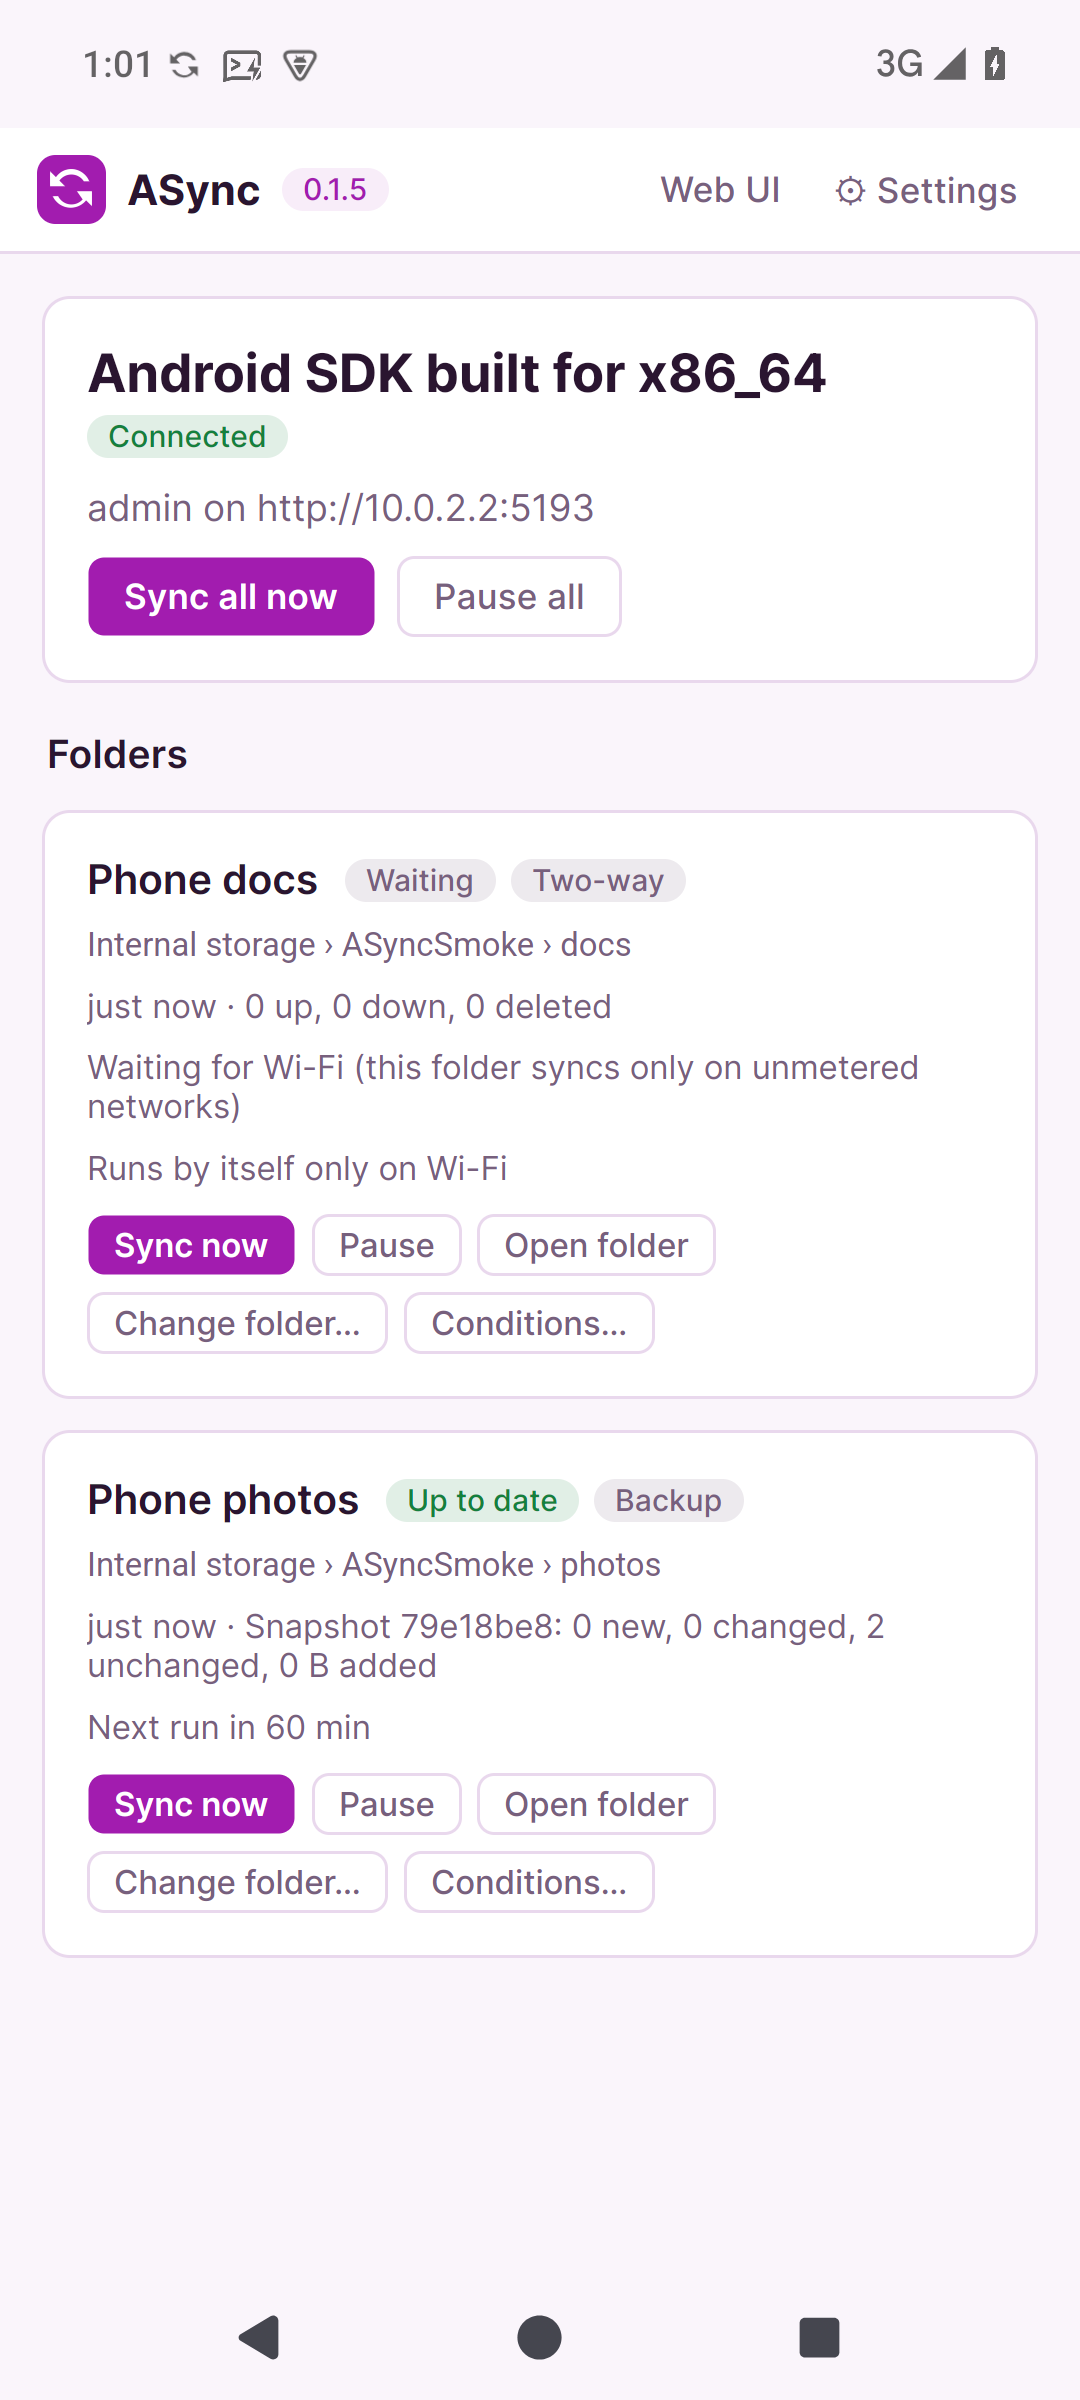 1:01
3G
ASync 0.1.5 Web UI Settings
Android SDK built for x86_64
Connected
admin on http://10.0.2.2:5193
Sync all now Pause all
Folders
Phone docs Waiting Two-way
Internal storage › ASyncSmoke › docs
just now · 0 up, 0 down, 0 deleted
Waiting for Wi-Fi (this folder syncs only on unmetered
networks)
Runs by itself only on Wi-Fi
Sync now Pause Open folder
Change folder... Conditions...
Phone photos Up to date Backup
Internal storage › ASyncSmoke › photos
just now · Snapshot 79e18be8: 0 new, 0 changed, 2
unchanged, 0 B added
Next run in 60 min
Sync now Pause Open folder
Change folder... Conditions...